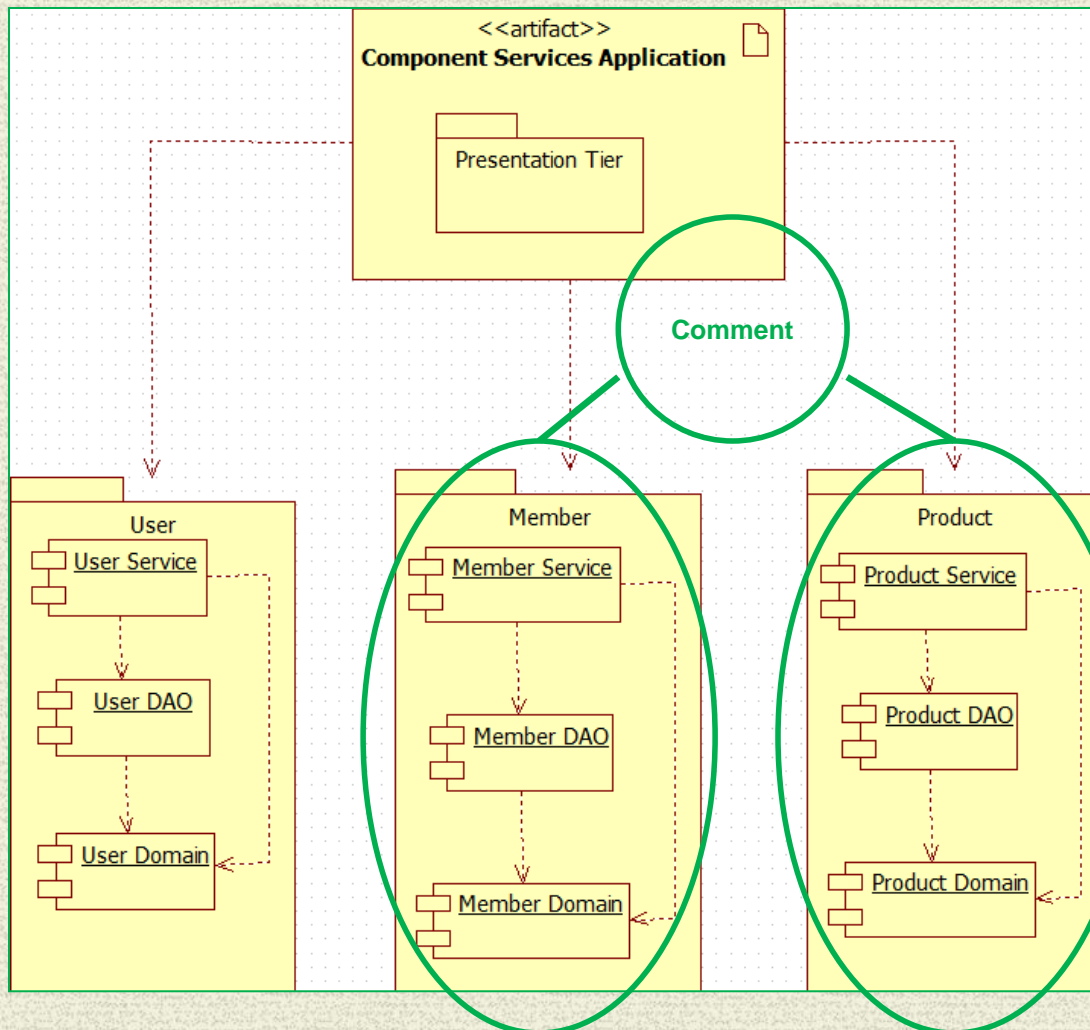 <<artifact>>
Component Services Application
Presentation Tier
Comment
User
User Service
User DAO
User Domain
Member
Member Service
Member DAO
Member Domain
Product
Product Service
Product DAO
Product Domain